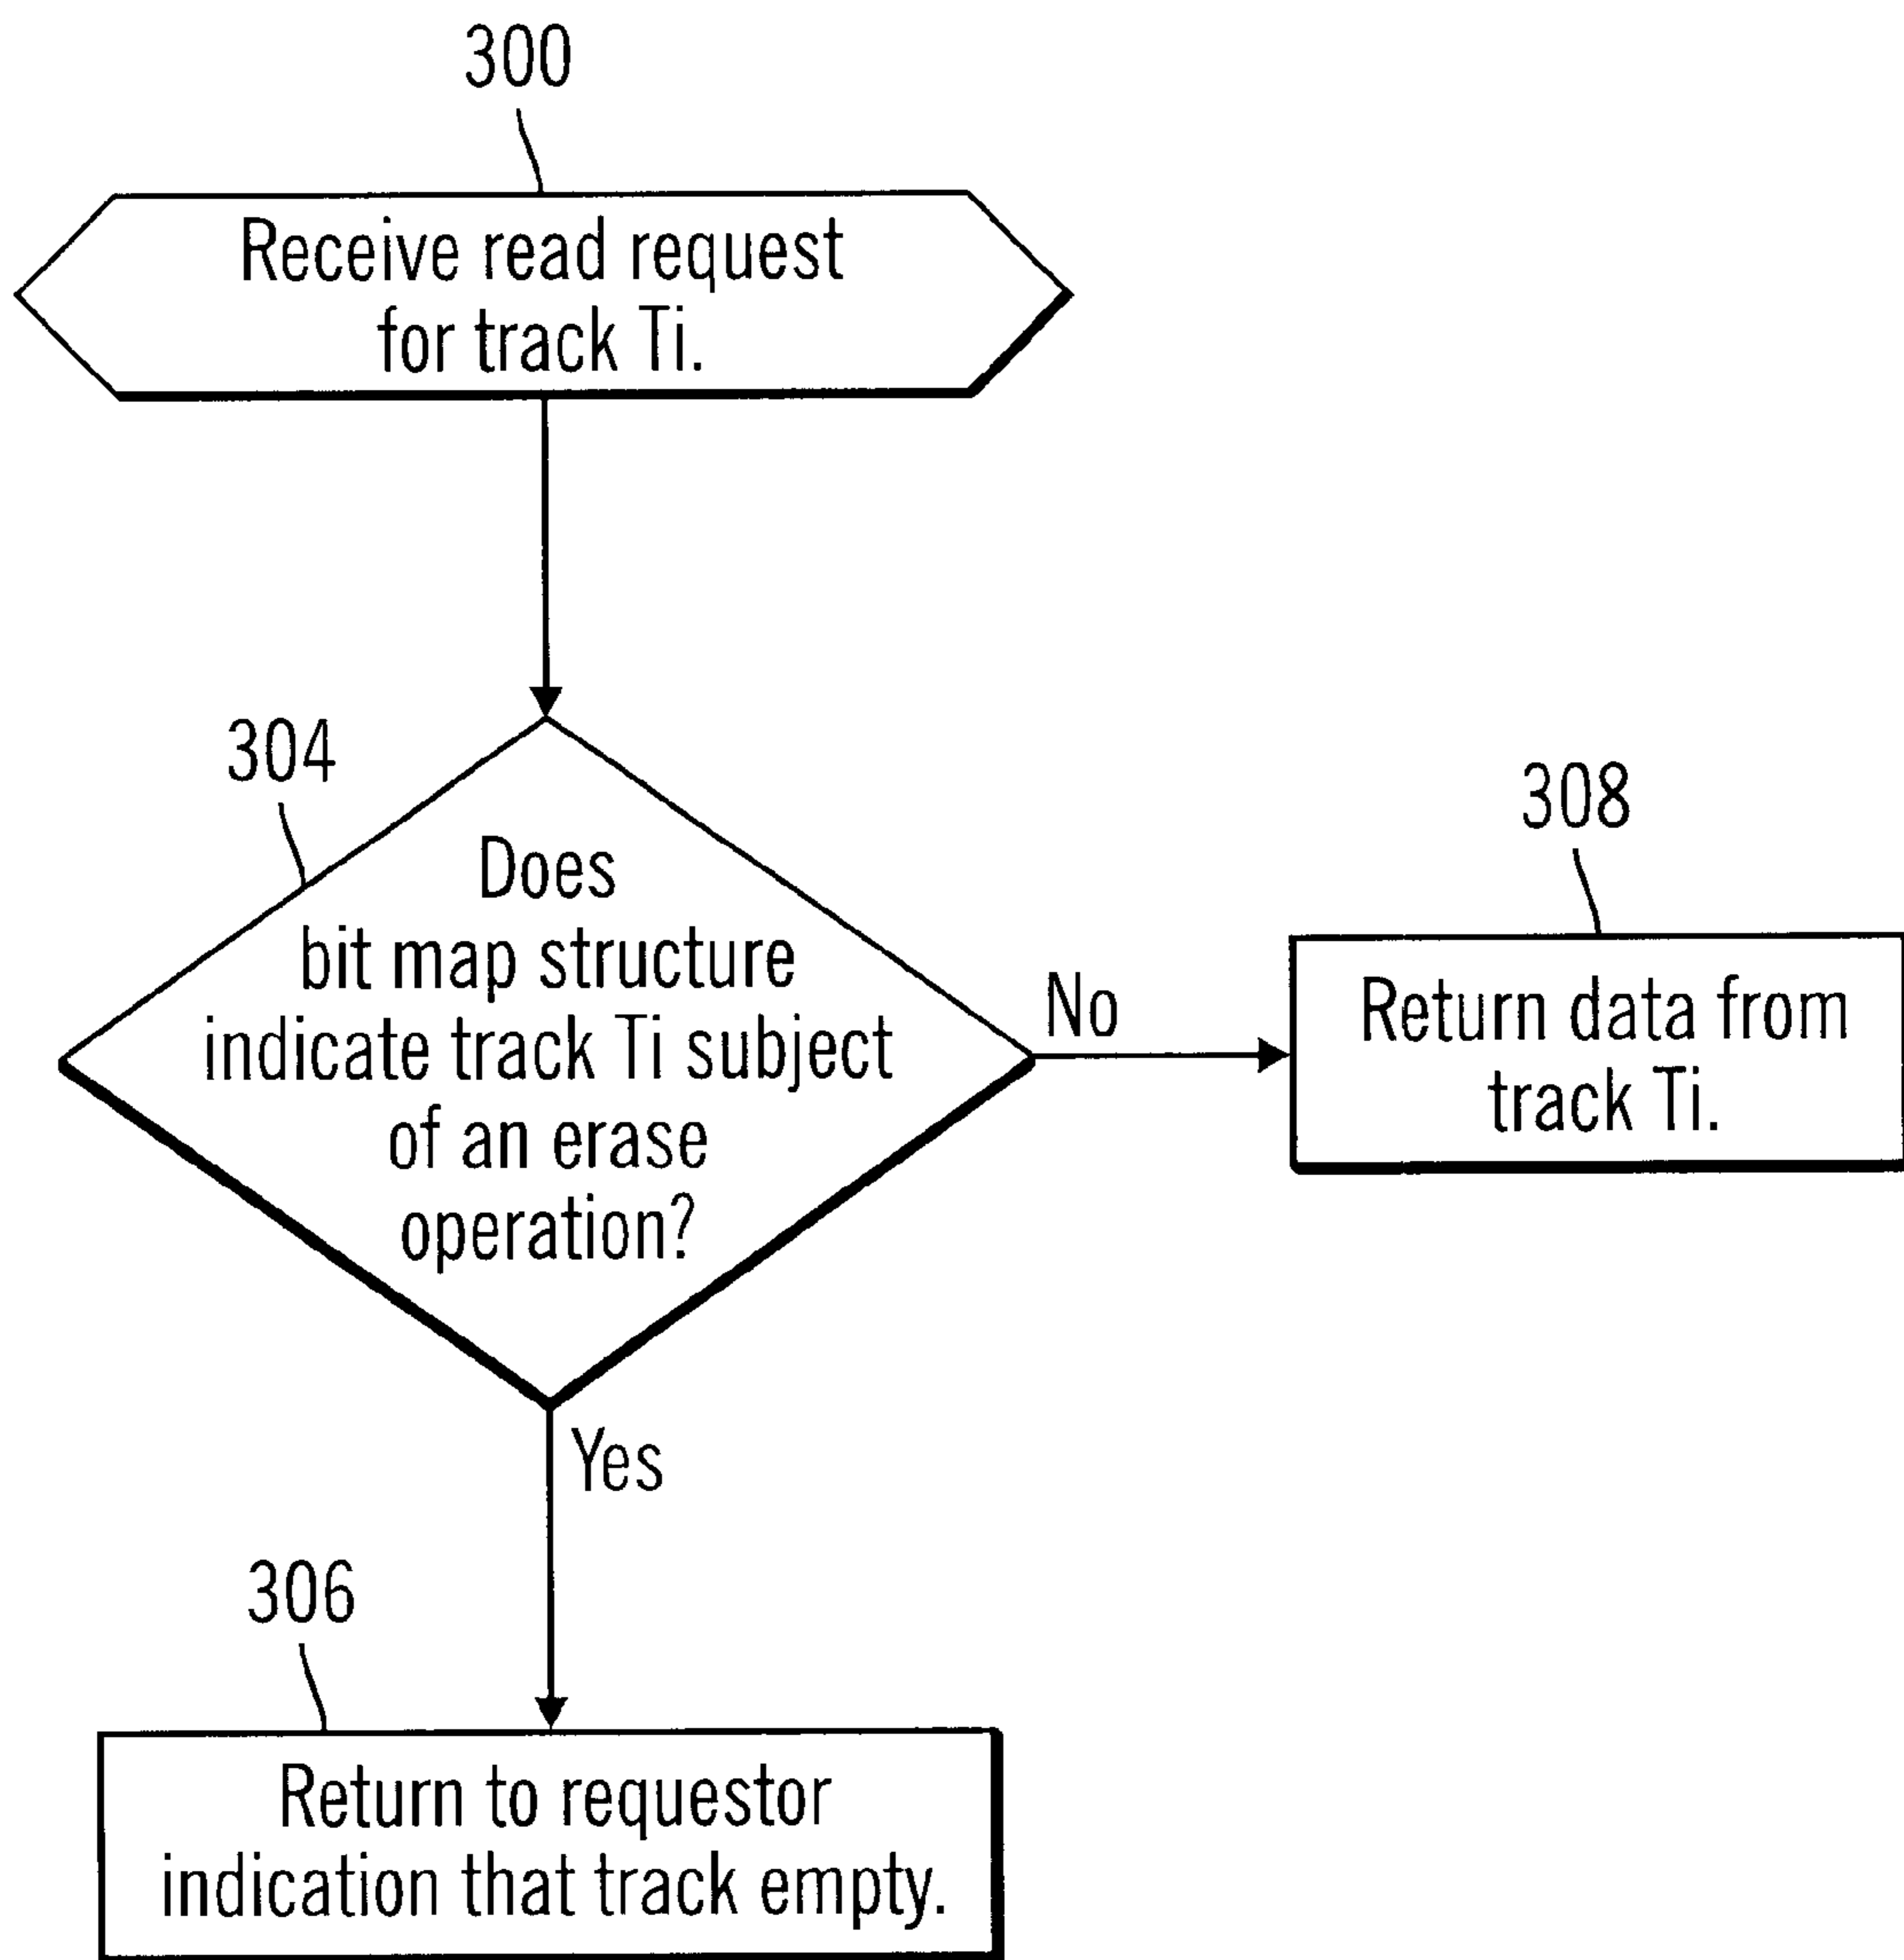 300
Receive read request
for track Ti.
304
Does
bit map structure
indicate track Ti subject
of an erase
operation?
No
308
Return data from
track Ti.
Yes
306
Return to requestor
indication that track empty.